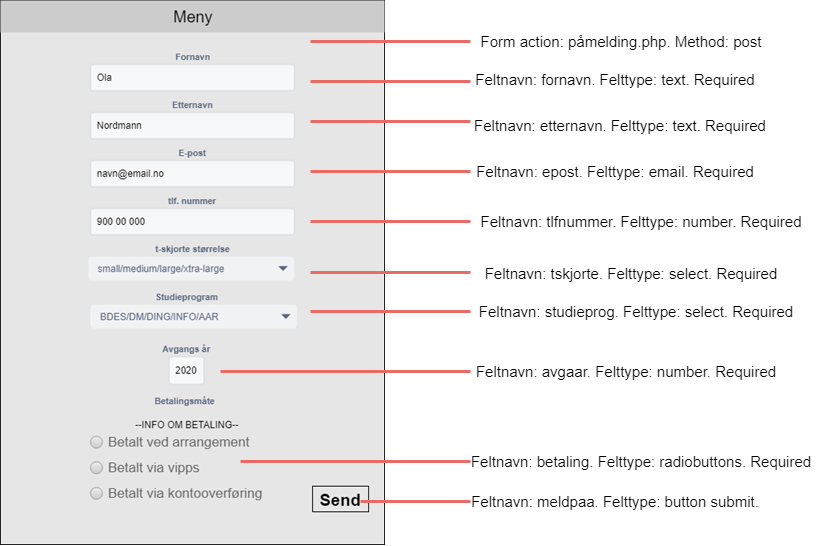 Meny
Form action: påmelding.php. Method: post
Fornavn
Ola
Feltnavn: fornavn. Felttype: text. Required
Etternavn
Nordmann
Feltnavn: etternavn. Felttype: text. Required
E-post
navn@email.no
Feltnavn: epost. Felttype: email. Required
tlf. nummer
900 00 000
Feltnavn: tlfnummer. Felttype: number. Required
t-skjorte størrelse
small/medium/large/xtra-large
Feltnavn: tskjorte. Felttype: select. Required
Studieprogram
BDES/DM/DING/INFO/AAR
Feltnavn: studieprog. Felttype: select. Required
Avgangs år
2020
Feltnavn: avgaar. Felttype: number. Required
Betalingsmåte
--INFO OM BETALING--
Betalt ved arrangement
Betalt via vipps
Feltnavn: betaling. Felttype: radiobuttons. Required
Betalt via kontooverføring
Send
Feltnavn: meldpaa. Felttype: button submit.